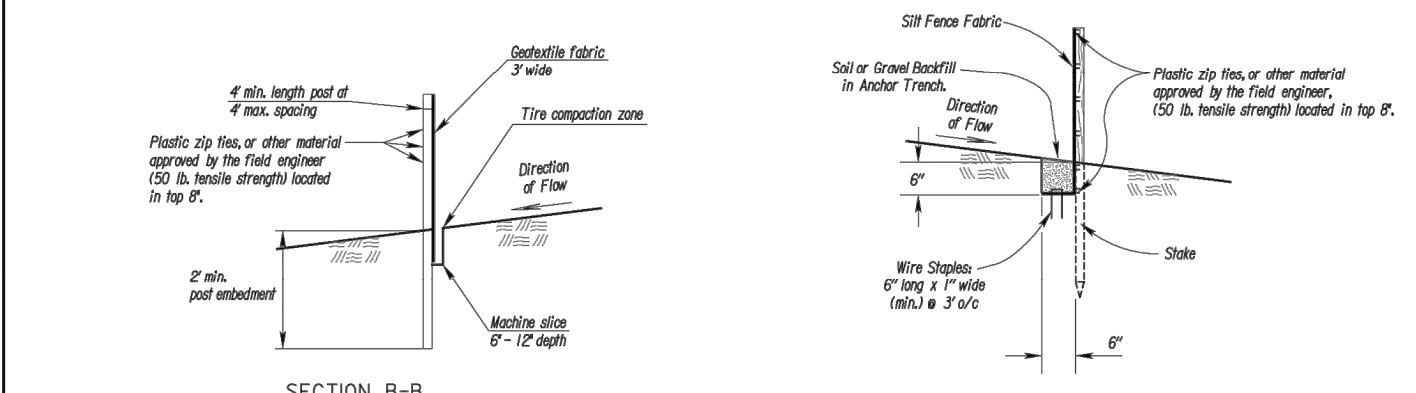 Geotextile fabric
3' wide
4' min. length post at
4' max. spacing
Tire compaction zone
Plastic zip ties, or other material
approved by the field engineer
(50 lb. tensile strength) located
in top 8".
Direction
of Flow
2' min.
post embedment
Machine slice
6" - 12" depth
SECTION B-B
Silt Fence Fabric
Soil or Gravel Backfill
in Anchor Trench.
Direction
of Flow
Plastic zip ties, or other material
approved by the field engineer,
(50 lb. tensile strength) located in top 8".
6"
Wire Staples:
6" long x 1" wide
(min.) @ 3' o/c
Stake
6"